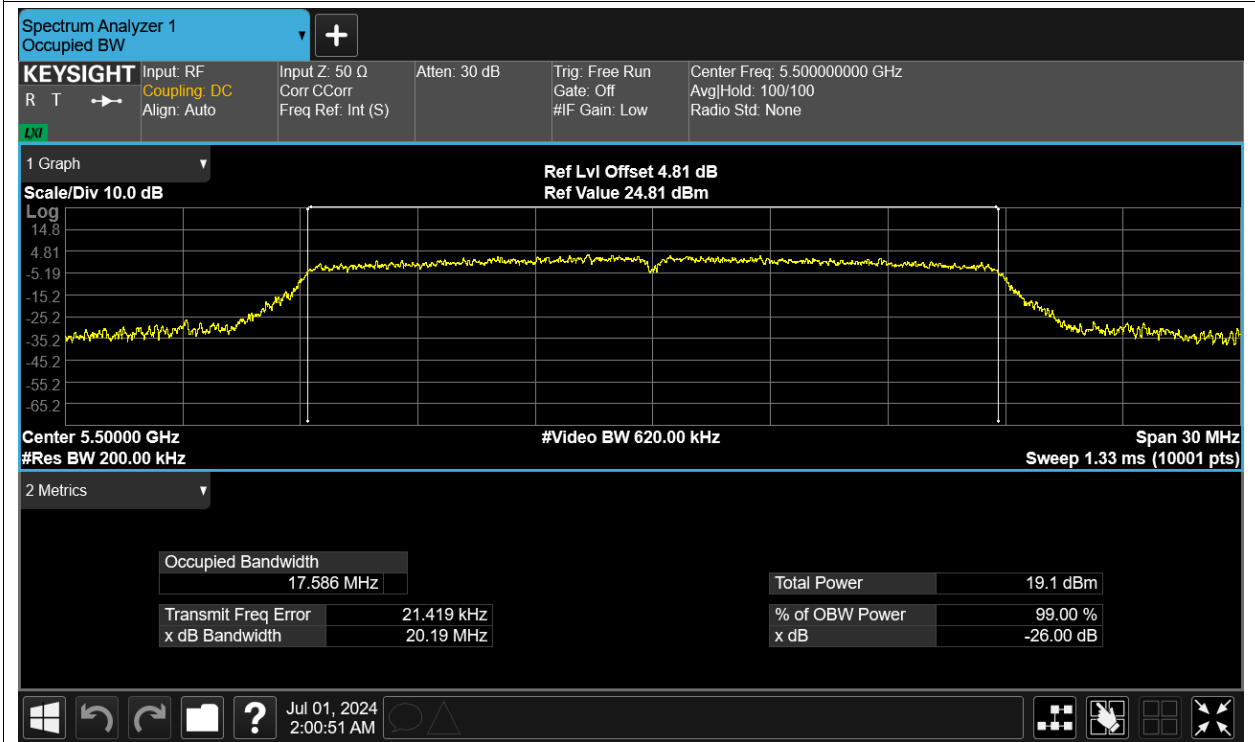 Spectrum Analyzer 1
Occupied BW
KEYSIGHT
R T
LXI
Input: RF
Coupling: DC
Align: Auto
Input Z: 50 Ω
Corr CCorr
Freq Ref: Int (S)
Atten: 30 dB
Trig: Free Run
Gate: Off
#IF Gain: Low
Center Freq: 5.500000000 GHz
Avg|Hold: 100/100
Radio Std: None
1 Graph
Scale/Div 10.0 dB
Ref Lvl Offset 4.81 dB
Ref Value 24.81 dBm
Log
14.8
4.81
-5.19
-15.2
-25.2
-35.2
-45.2
-55.2
-65.2
Center 5.50000 GHz
#Video BW 620.00 kHz
Span 30 MHz
#Res BW 200.00 kHz
Sweep 1.33 ms (10001 pts)
2 Metrics
Occupied Bandwidth
17.586 MHz
Transmit Freq Error 21.419 kHz
x dB Bandwidth 20.19 MHz
Total Power 19.1 dBm
% of OBW Power 99.00 %
x dB -26.00 dB
?
Jul 01, 2024
2:00:51 AM